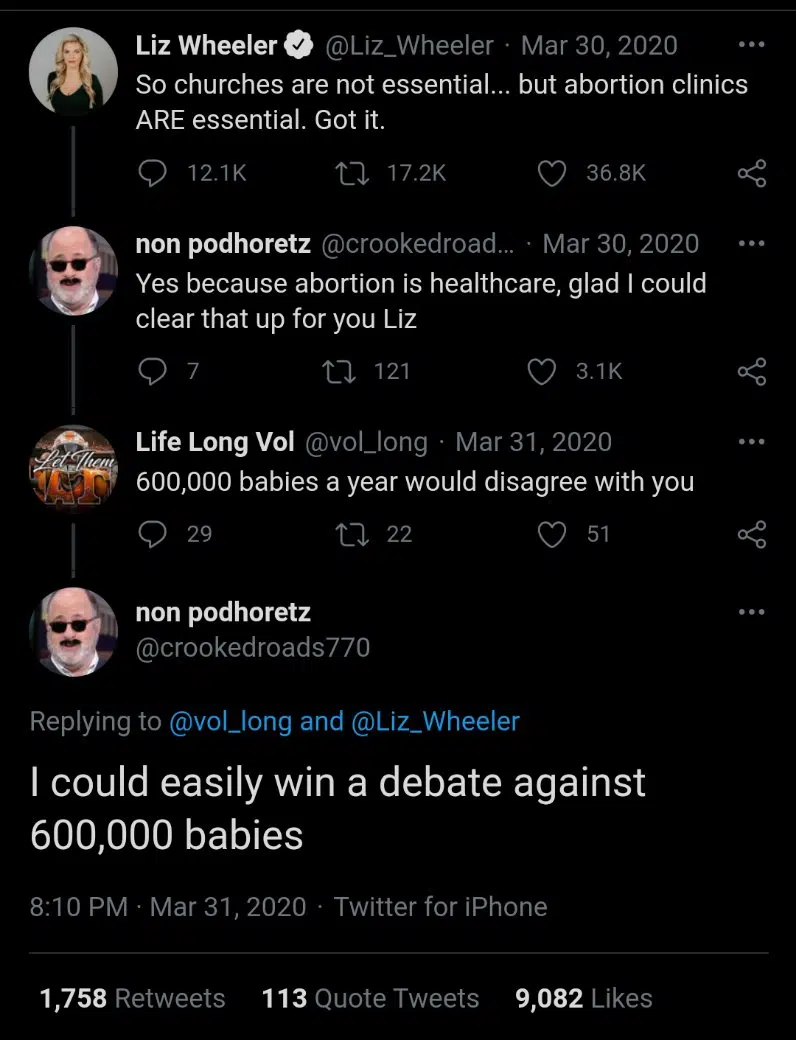 Liz Wheeler @Liz_Wheeler · Mar 30, 2020
So churches are not essential... but abortion clinics
ARE essential. Got it.
12.1K 17.2K 36.8K
non podhoretz @crookedroad... · Mar 30, 2020
Yes because abortion is healthcare, glad I could
clear that up for you Liz
7 121 3.1K
Let Them
Life Long Vol @vol_long · Mar 31, 2020
600,000 babies a year would disagree with you
29 22 51
non podhoretz
@crookedroads770
Replying to @vol_long and @Liz_Wheeler
I could easily win a debate against
600,000 babies
8:10 PM · Mar 31, 2020 · Twitter for iPhone
1,758 Retweets 113 Quote Tweets 9,082 Likes